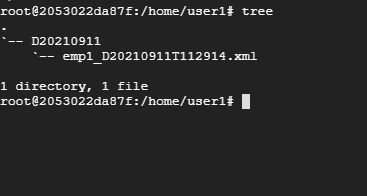 root@2053022da87f:/home/user1# tree
.
`-- D20210911
    `-- emp1_D20210911T112914.xml

1 directory, 1 file
root@2053022da87f:/home/user1#